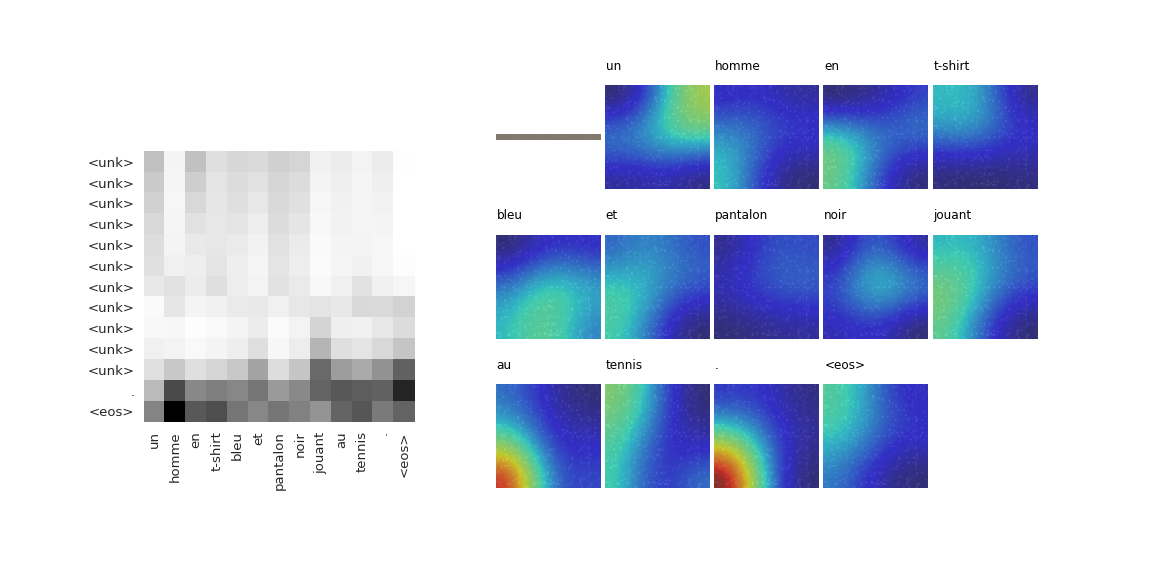 <unk>
<unk>
<unk>
<unk>
<unk>
<unk>
<unk>
<unk>
<unk>
<unk>
<unk>
.
<eos>
un homme en t-shirt bleu et pantalon noir jouant au tennis . <eos>
un homme en t-shirt
bleu et pantalon noir jouant
au tennis . <eos>